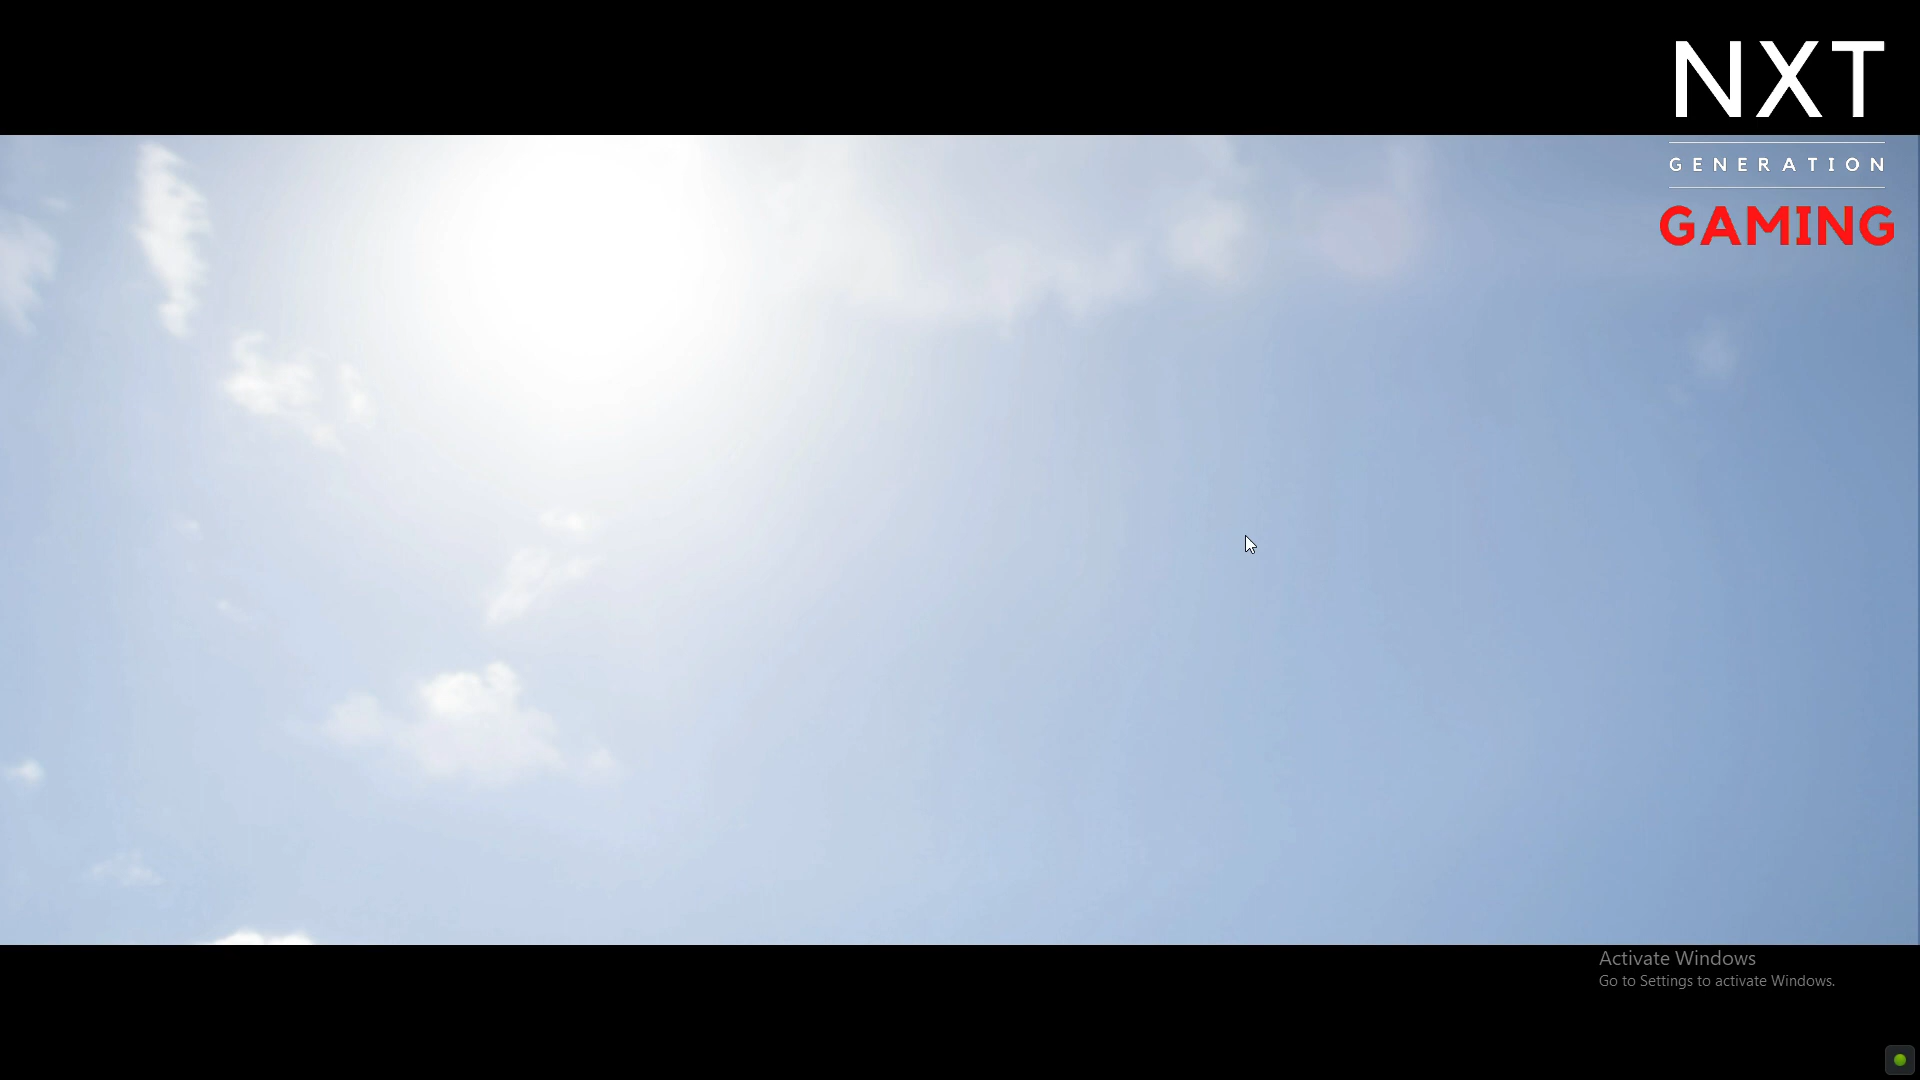 NXT
GENERATION
GAMING
Activate Windows
Go to Settings to activate Windows.